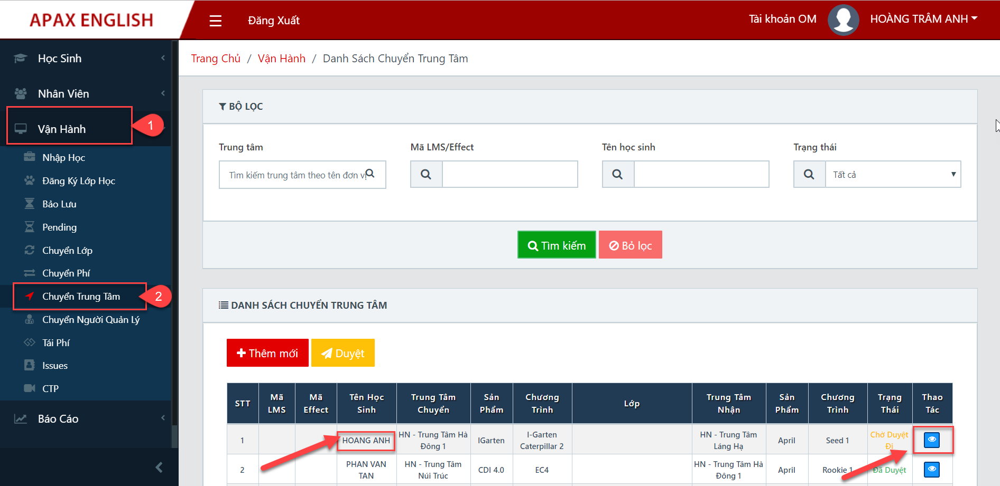 APAX ENGLISH
Đăng Xuất
Tài khoản OM
HOÀNG TRÂM ANH
Học Sinh
Nhân Viên
Vận Hành
1
Nhập Học
Đăng Ký Lớp Học
Bảo Lưu
Pending
Chuyển Lớp
Chuyển Phí
Chuyển Trung Tâm
2
Chuyển Người Quản Lý
Tái Phí
Issues
CTP
Báo Cáo
Trang Chủ / Vận Hành / Danh Sách Chuyển Trung Tâm
BỘ LỌC
Trung tâm
Mã LMS/Effect
Tên học sinh
Trạng thái
Tìm kiếm trung tâm theo tên đơn vị
Tất cả
Tìm kiếm
Bỏ lọc
DANH SÁCH CHUYỂN TRUNG TÂM
Thêm mới
Duyệt
STT
Mã
LMS
Mã
Effect
Tên Học
Sinh
Trung Tâm
Chuyển
Sản
Phẩm
Chương
Trình
Lớp
Trung Tâm
Nhận
Sản
Phẩm
Chương
Trình
Trạng
Thái
Thao
Tác
1
HOANG ANH
HN - Trung Tâm Hà
Đông 1
IGarten
I-Garten
Caterpillar 2
HN - Trung Tâm
Láng Hạ
April
Seed 1
Chờ Duyệt
Đi
2
PHAN VAN
TAN
HN - Trung Tâm
Núi Trúc
CDI 4.0
EC4
HN - Trung Tâm Hà
Đông 1
April
Rookie 1
Đã Duyệt